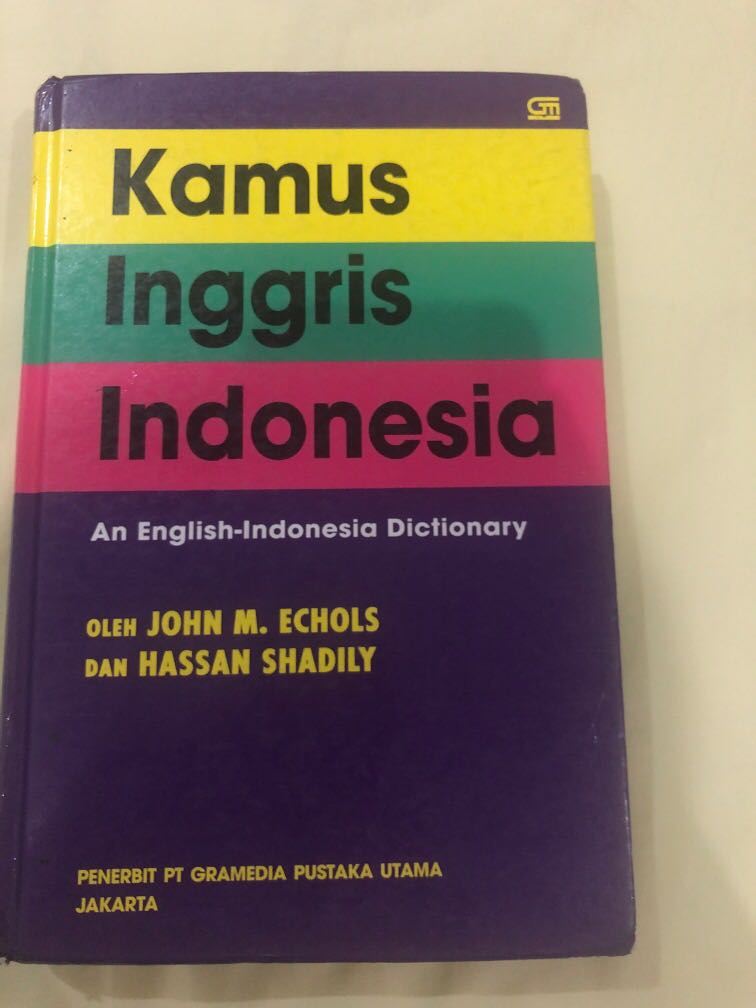 GM
Kamus
Inggris
Indonesia
An English-Indonesia Dictionary
OLEH JOHN M. ECHOLS
DAN HASSAN SHADILY
PENERBIT PT GRAMEDIA PUSTAKA UTAMA
JAKARTA